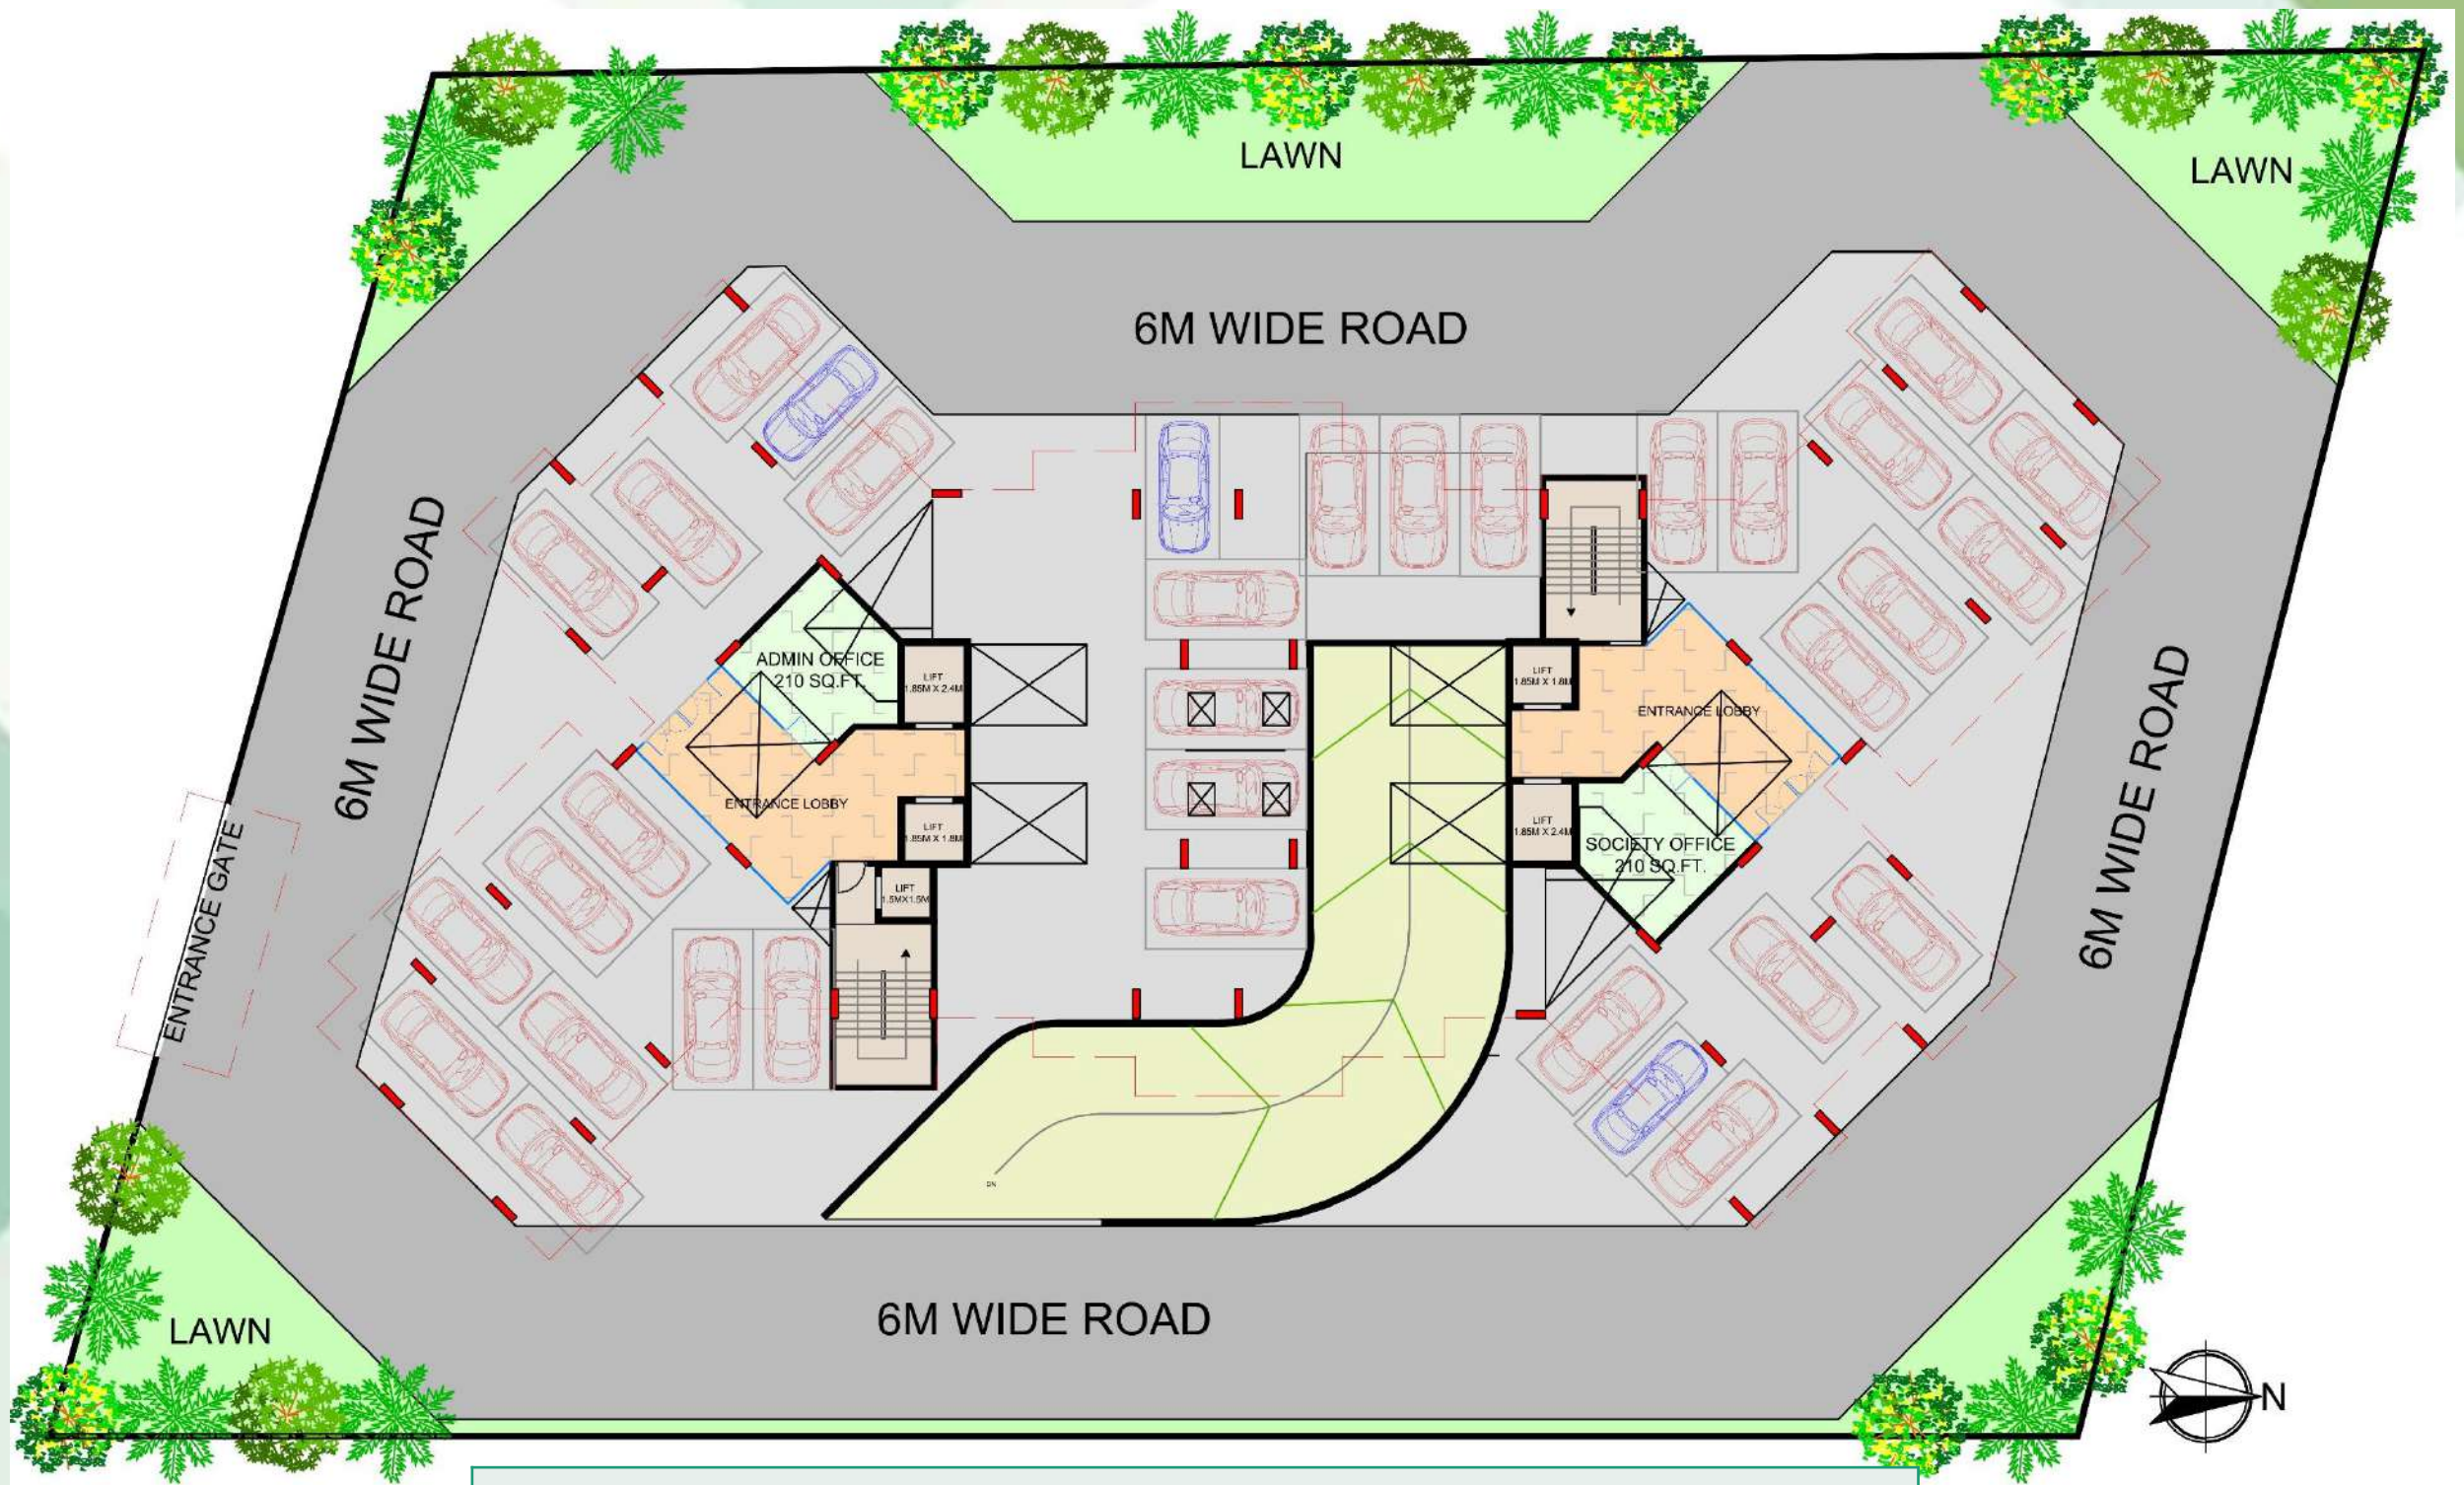 LAWN
LAWN
6M WIDE ROAD
6M WIDE ROAD
ADMIN OFFICE
210 SQ.FT.
LIFT
1.85M X 2.4M
ENTRANCE LOBBY
LIFT
1.85M X 1.8M
LIFT
1.5MX1.5M
LIFT
1.85M X 1.8M
ENTRANCE LOBBY
LIFT
1.85M X 2.4M
SOCIETY OFFICE
210 SQ.FT.
6M WIDE ROAD
ENTRANCE GATE
DN
6M WIDE ROAD
LAWN
N